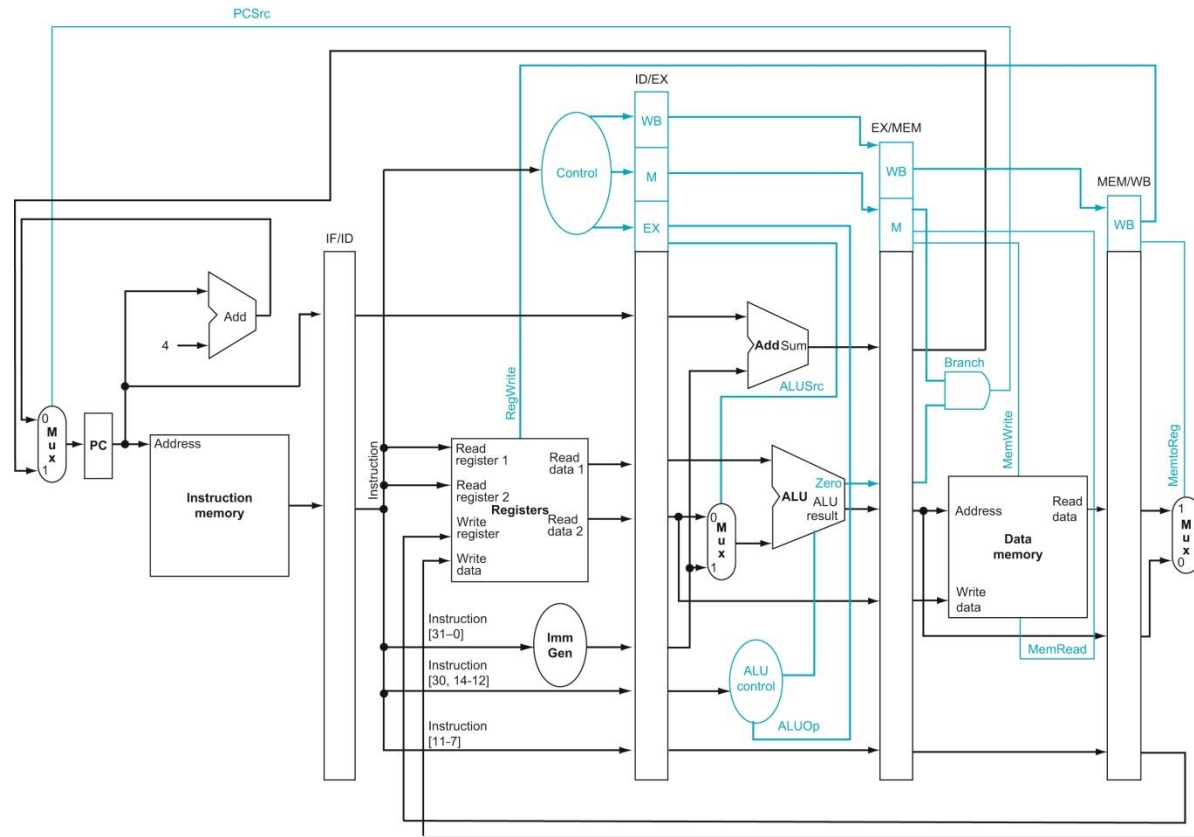 PCSrc
ID/EX
WB
EX/MEM
Control
M
WB
MEM/WB
EX
M
WB
IF/ID
Add
4
Add Sum
Branch
ALUSrc
RegWrite
MemWrite
MemtoReg
0
M
u
x
1
PC
Address
Instruction
memory
Instruction
Read
register 1
Read
register 2
Write
register
Write
data
Registers
Read
data 1
Read
data 2
0
M
u
x
1
Zero
ALU
ALU
result
Address
Read
data
Data
memory
Write
data
1
M
u
x
0
Instruction
[31–0]
Imm
Gen
MemRead
Instruction
[30, 14-12]
ALU
control
Instruction
[11-7]
ALUOp